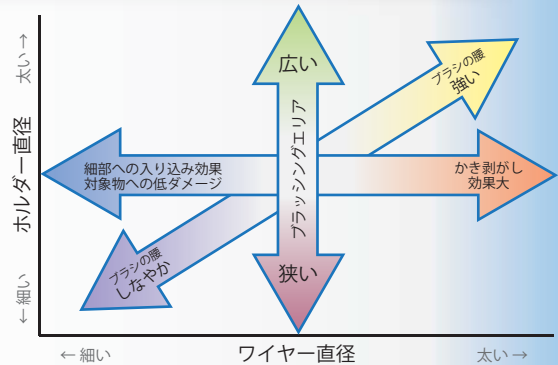 太い→
ホルダー直径
←細い
広い
ブラッシングエリア
狭い
ブラシの腰
強い
細部への入り込み効果
対象物への低ダメージ
かき剥がし
効果大
ブラシの腰
しなやか
←細い
ワイヤー直径
太い→